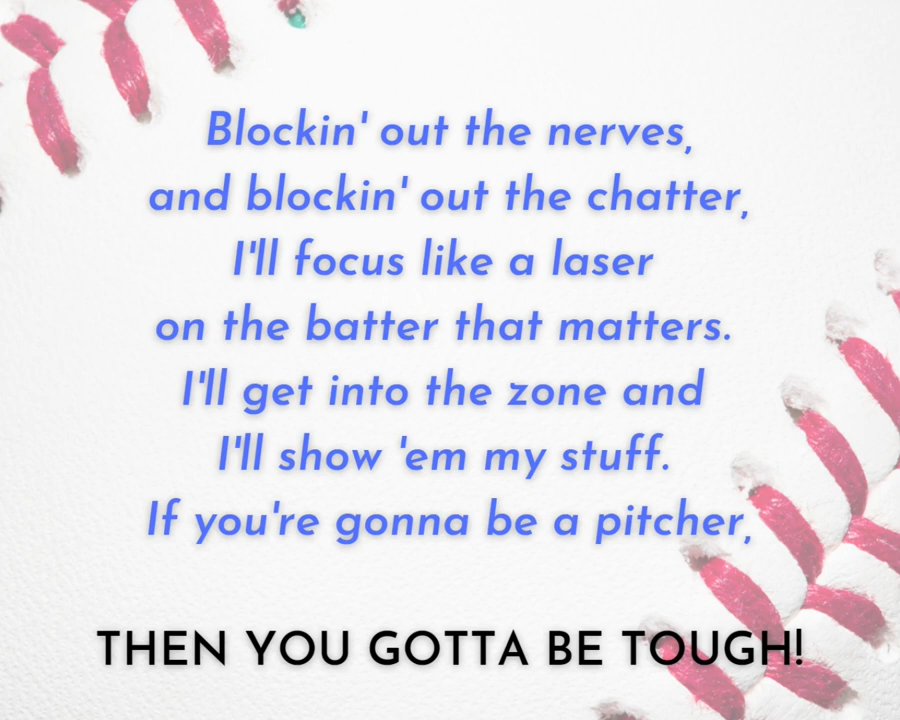 Blockin' out the nerves,
and blockin' out the chatter,
I'll focus like a laser
on the batter that matters.
I'll get into the zone and
I'll show 'em my stuff.
If you're gonna be a pitcher,
THEN YOU GOTTA BE TOUGH!